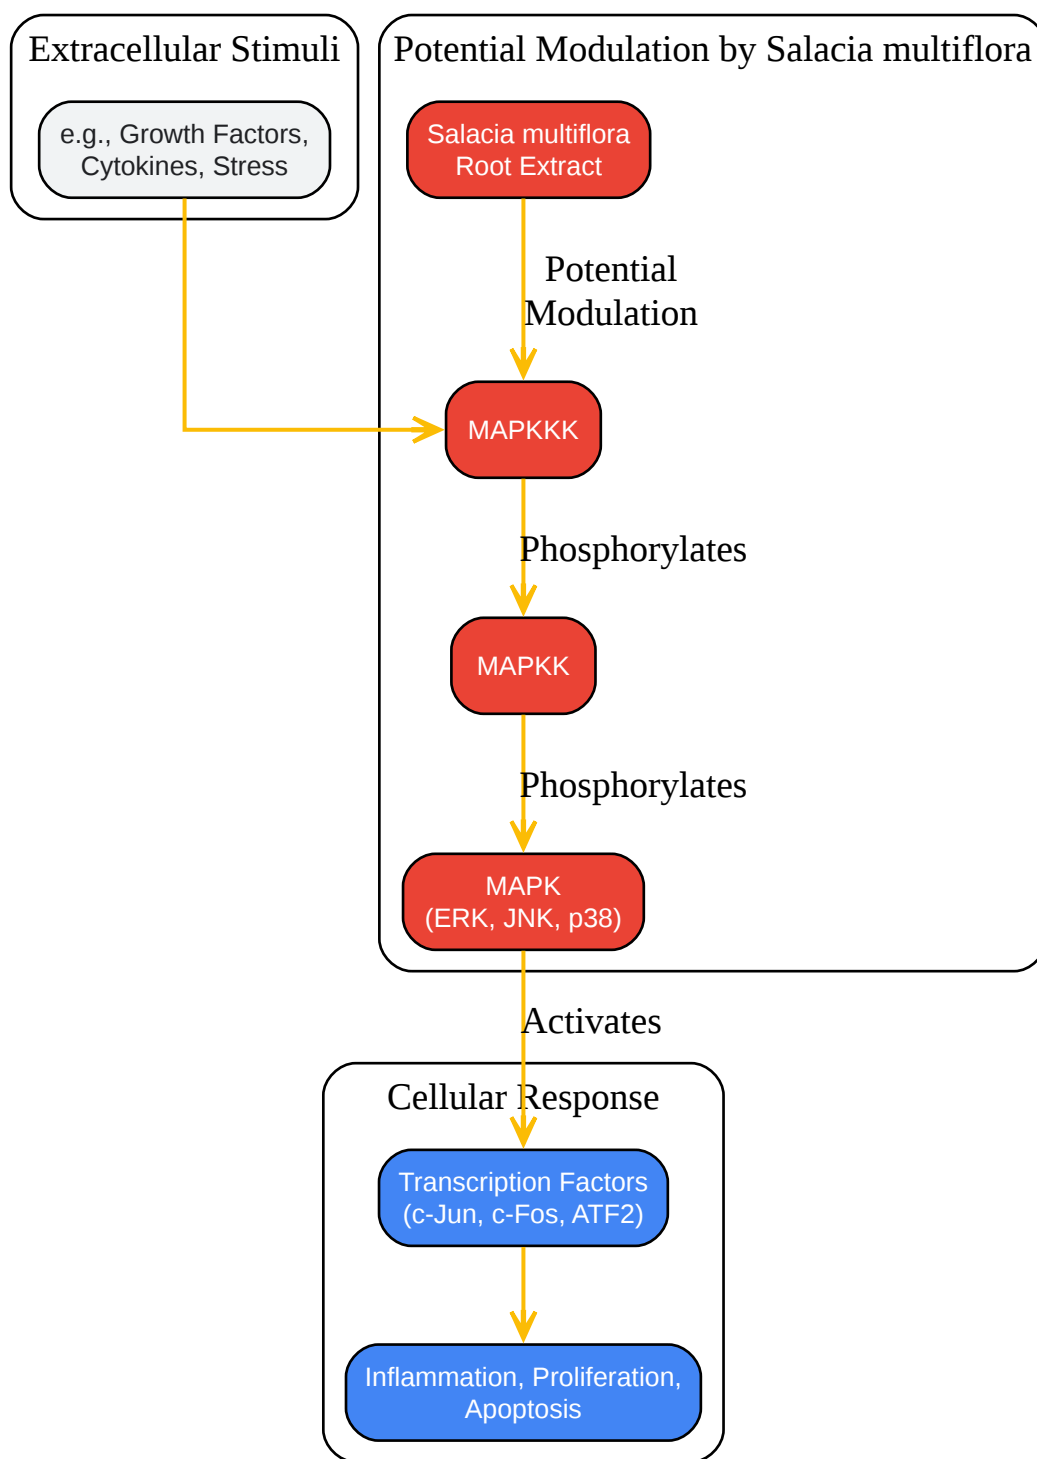 Extracellular Stimuli
e.g., Growth Factors,
Cytokines, Stress
Potential Modulation by Salacia multiflora
Salacia multiflora
Root Extract
Potential
Modulation
MAPKKK
Phosphorylates
MAPKK
Phosphorylates
MAPK
(ERK, JNK, p38)
Activates
Cellular Response
Transcription Factors
(c-Jun, c-Fos, ATF2)
Inflammation, Proliferation,
Apoptosis